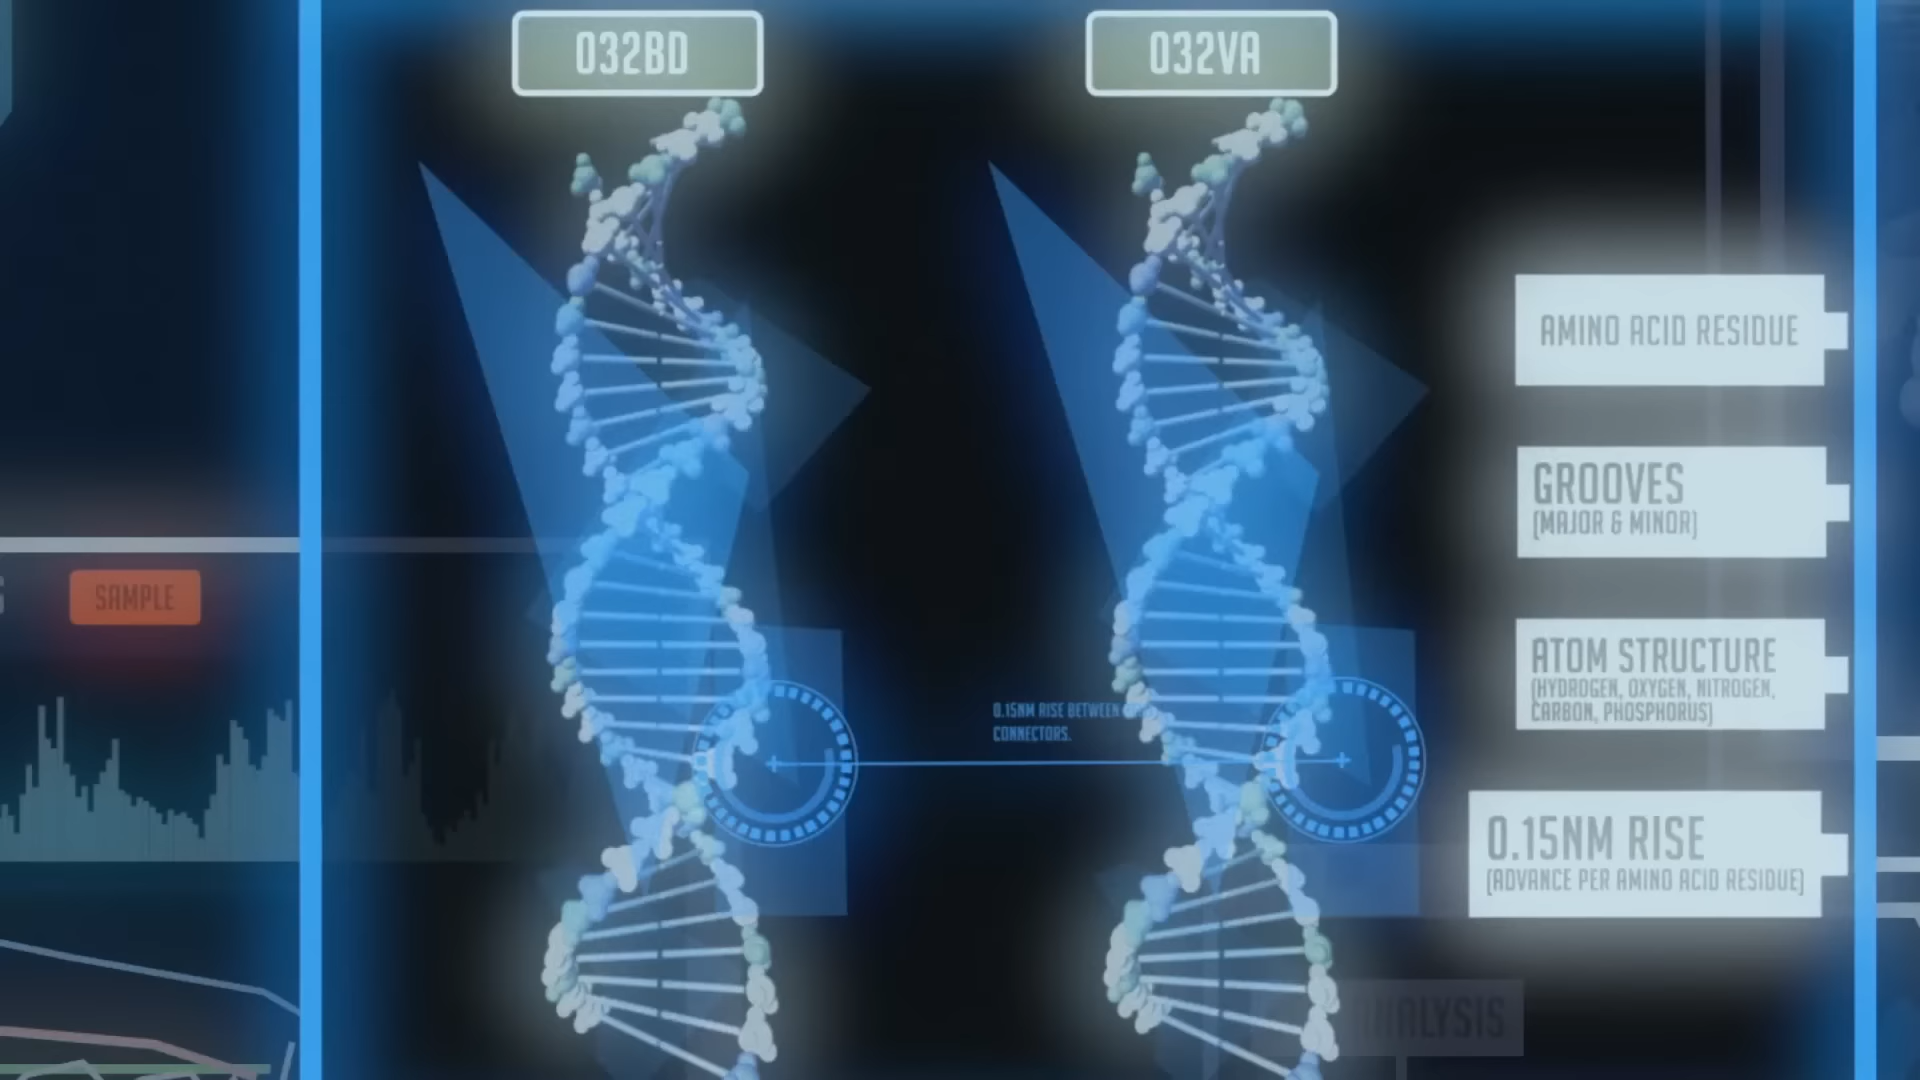 032BD
032VA
AMINO ACID RESIDUE
GROOVES
(MAJOR & MINOR)
SAMPLE
ATOM STRUCTURE
(HYDROGEN, OXYGEN, NITROGEN,
CARBON, PHOSPHORUS)
0.15NM RISE BETWEEN
CONNECTORS.
0.15NM RISE
(ADVANCE PER AMINO ACID RESIDUE)
ANALYSIS